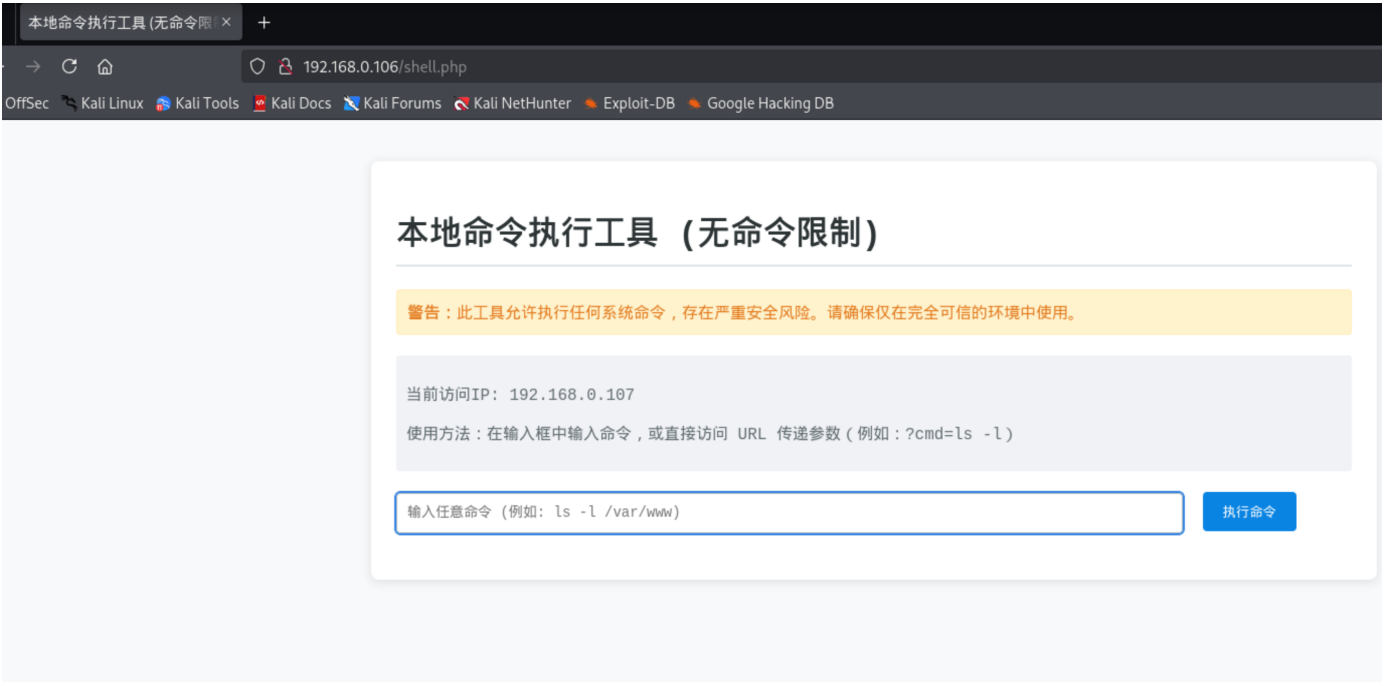 本地命令执行工具 (无命令限
192.168.0.106/shell.php
OffSec Kali Linux Kali Tools Kali Docs Kali Forums Kali NetHunter Exploit-DB Google Hacking DB
本地命令执行工具 (无命令限制)
警告：此工具允许执行任何系统命令，存在严重安全风险。请确保仅在完全可信的环境中使用。
当前访问IP: 192.168.0.107
使用方法：在输入框中输入命令，或直接访问 URL 传递参数（例如：?cmd=ls -l）
输入任意命令 (例如: ls -l /var/www)
执行命令